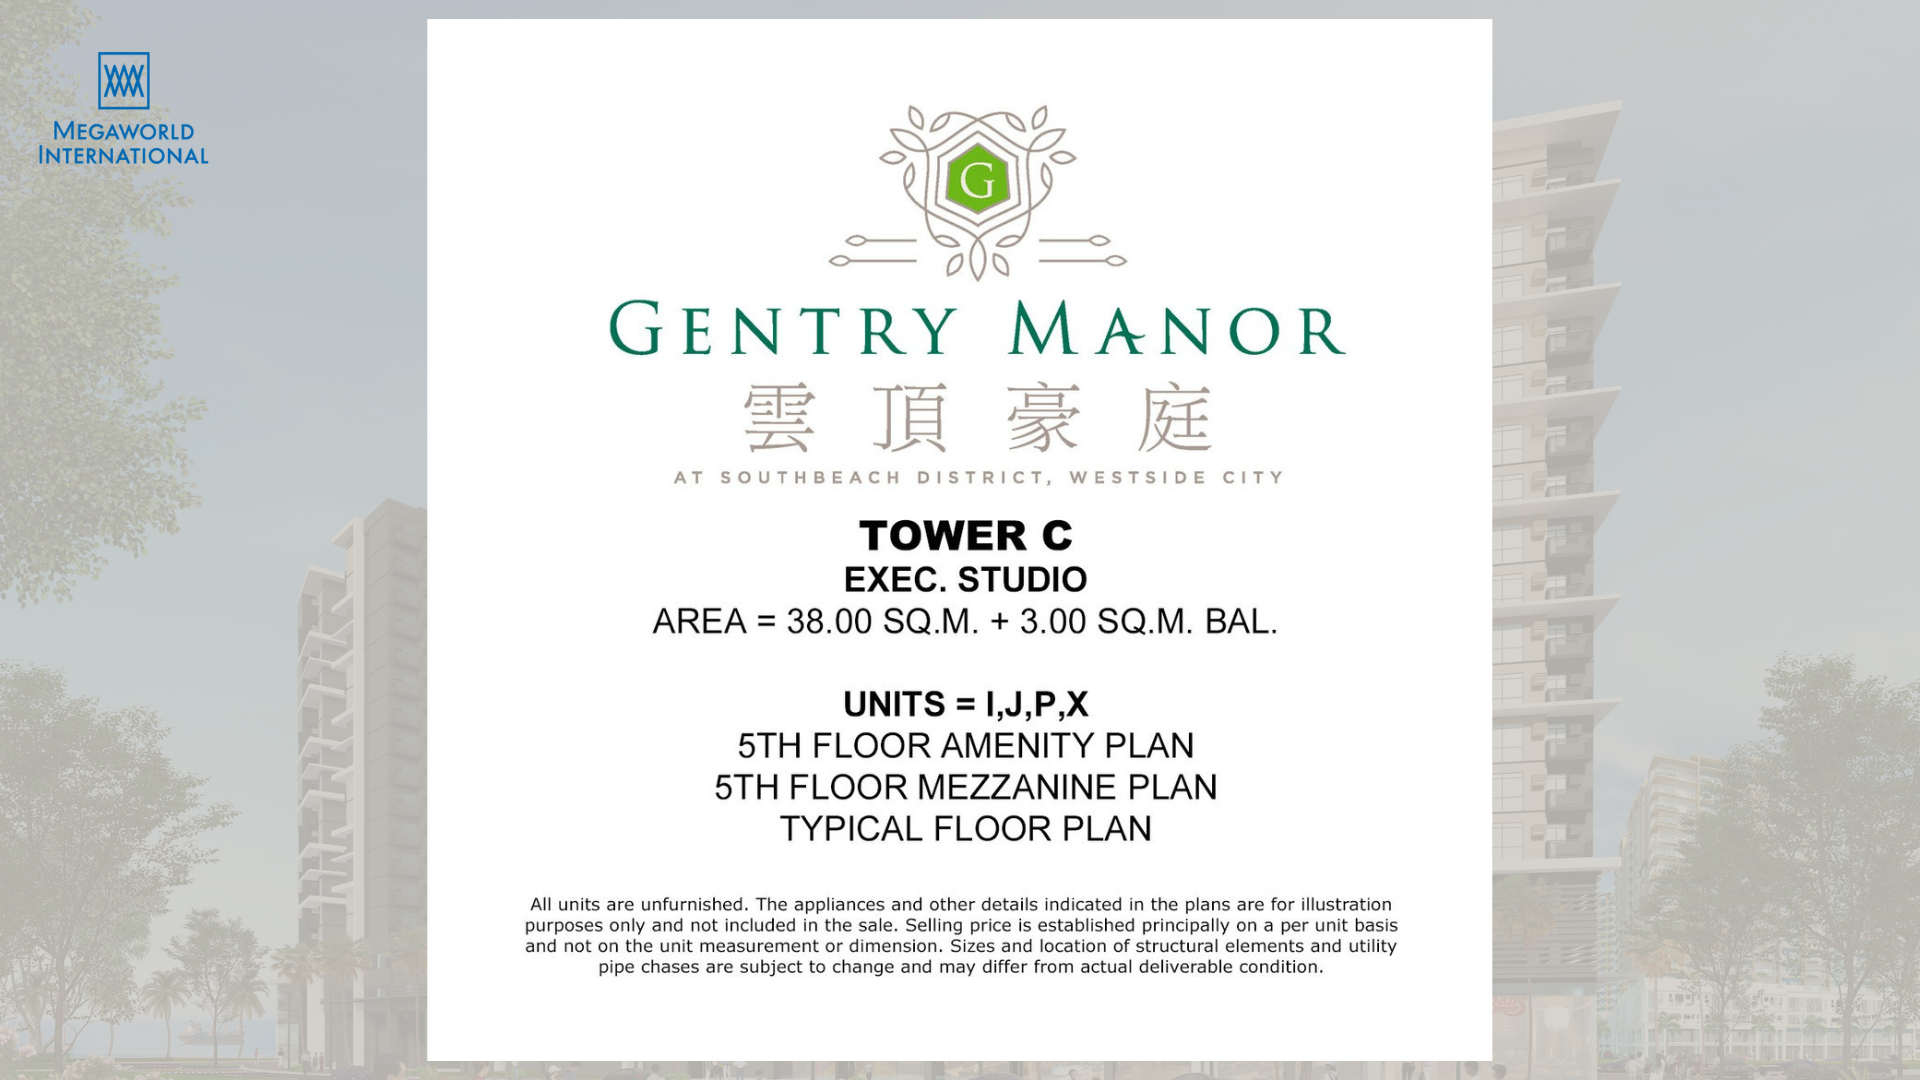 MEGAWORLD
INTERNATIONAL
G
GENTRY MANOR
雲頂豪庭
AT SOUTHBEACH DISTRICT, WESTSIDE CITY
TOWER C
EXEC. STUDIO
AREA = 38.00 SQ.M. + 3.00 SQ.M. BAL.
UNITS = I,J,P,X
5TH FLOOR AMENITY PLAN
5TH FLOOR MEZZANINE PLAN
TYPICAL FLOOR PLAN
All units are unfurnished. The appliances and other details indicated in the plans are for illustration
purposes only and not included in the sale. Selling price is established principally on a per unit basis
and not on the unit measurement or dimension. Sizes and location of structural elements and utility
pipe chases are subject to change and may differ from actual deliverable condition.